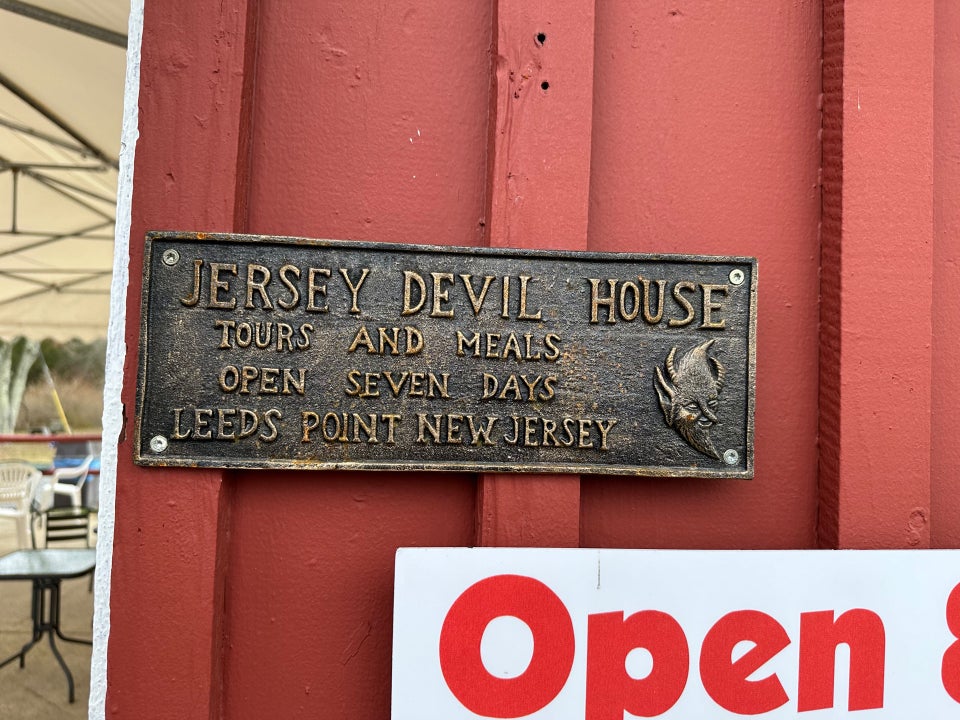 JERSEY DEVIL HOUSE
TOURS AND MEALS
OPEN SEVEN DAYS
LEEDS POINT NEW JERSEY
Open